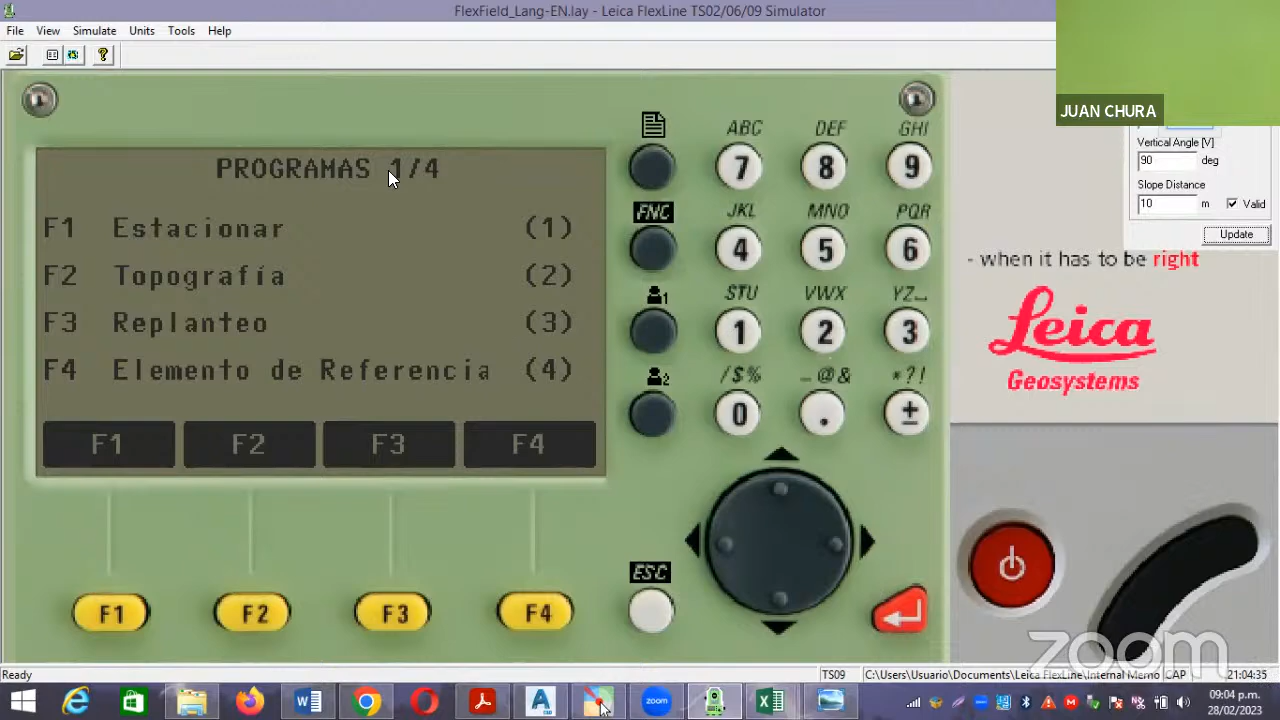 FlexField_Lang-EN.lay - Leica FlexLine TS02/06/09 Simulator
File View Simulate Units Tools Help
JUAN CHURA
Vertical Angle [V]
90 deg
Slope Distance
10 m Valid
Update
PROGRAMAS 1/4
F1 Estacionar (1)
F2 Topografía (2)
F3 Replanteo (3)
F4 Elemento de Referencia (4)
F1 F2 F3 F4
ABC DEF GHI
7 8 9
FNC JKL MNO PQR
4 5 6
1 STU VWX YZ_
1 2 3
2 /$% _@& *?!
0 . ±
- when it has to be right
Leica
Geosystems
ESC
F1 F2 F3 F4
zoom
Ready TS09 C:\Users\Usuario\Documents\Leica FlexLine\Internal Memo CAP 21:04:35
zoom
09:04 p.m.
28/02/2023